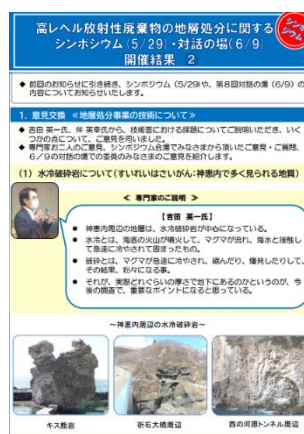 高レベル放射性廃棄物の地層処分に関する
シンポジウム(5/29)・対話の場(6/9)
開催結果 2
シンポジウム
◆ 前回のお知らせに引き続き、シンポジウム(5/29)や、第8回対話の場(6/9)の
内容についてお知らせいたします。
1. 意見交換 ≪地層処分事業の技術について≫
◆ 吉田 英一氏、伴 英幸氏から、技術面における課題についてご説明いただき、いく
つかの点について、ご意見を伺いました。
◆ 専門家お二人のご意見、シンポジウム会場でみなさまから頂いたご意見・ご質問、
6/9の対話の場での委員のみなさまのご意見を紹介します。
(1) 水冷破砕岩について(すいれいはさいがん:神恵内で多く見られる地質)
< 専門家のご説明 >
【吉田 英一氏】
● 神恵内周辺の地層は、水冷破砕岩が中心になっている。
● 水冷とは、海底の火山が噴火して、マグマが流れ、海水と接触し
て急速に冷やされて固まったもの。
● 破砕とは、マグマが急速に冷やされ、縮んだり、爆発したりして、
その結果、粉々になる事。
● それが、実際どれぐらいの厚さで地下にあるのかというのが、今
後の調査で、重要なポイントになると思っている。
～神恵内周辺の水冷破砕岩～
キス熊岩
祈石大橋周辺
西の河原トンネル周辺